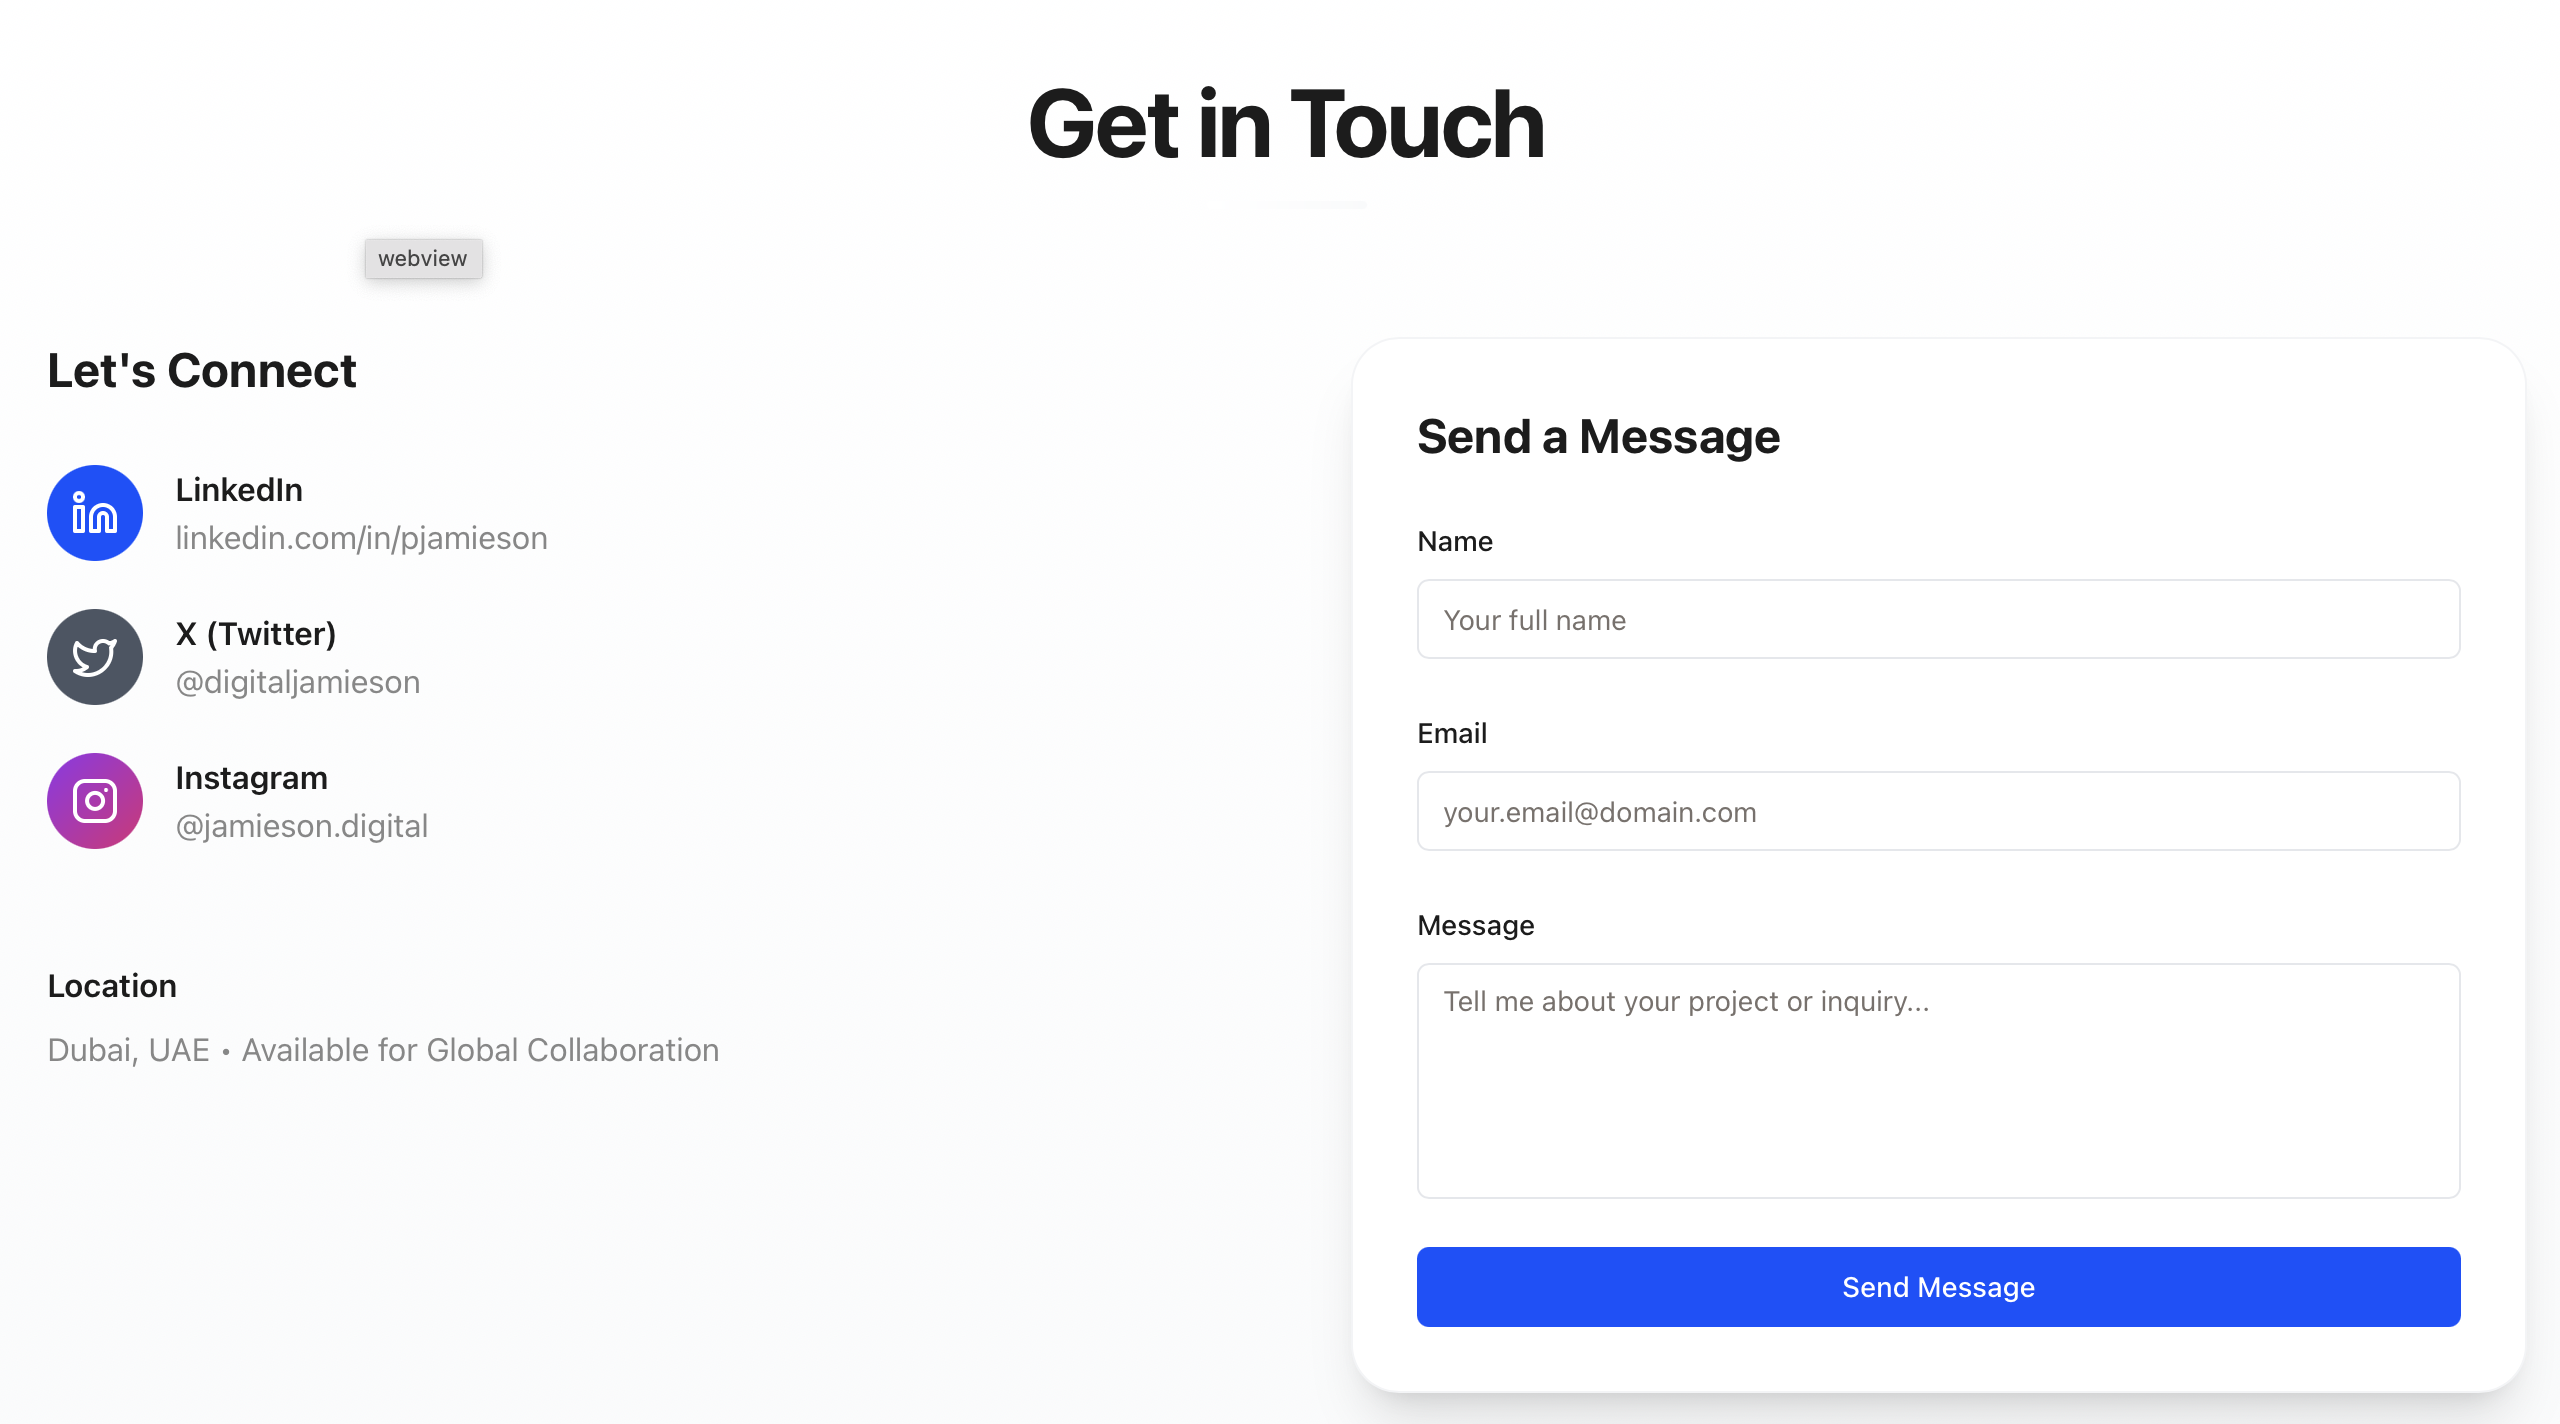 Get in Touch
webview
Let's Connect
LinkedIn
linkedin.com/in/pjamieson
X (Twitter)
@digitaljamieson
Instagram
@jamieson.digital
Location
Dubai, UAE • Available for Global Collaboration
Send a Message
Name
Your full name
Email
your.email@domain.com
Message
Tell me about your project or inquiry...
Send Message